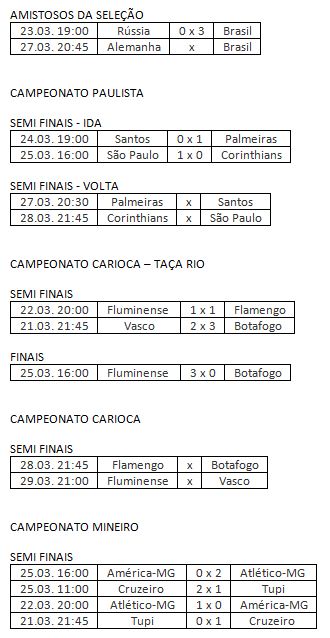 AMISTOSOS DA SELEÇÃO
23.03. 19:00 Rússia 0 x 3 Brasil
27.03. 20:45 Alemanha x Brasil
CAMPEONATO PAULISTA
SEMI FINAIS - IDA
24.03. 19:00 Santos 0 x 1 Palmeiras
25.03. 16:00 São Paulo 1 x 0 Corinthians
SEMI FINAIS - VOLTA
27.03. 20:30 Palmeiras x Santos
28.03. 21:45 Corinthians x São Paulo
CAMPEONATO CARIOCA – TAÇA RIO
SEMI FINAIS
22.03. 20:00 Fluminense 1 x 1 Flamengo
21.03. 21:45 Vasco 2 x 3 Botafogo
FINAIS
25.03. 16:00 Fluminense 3 x 0 Botafogo
CAMPEONATO CARIOCA
SEMI FINAIS
28.03. 21:45 Flamengo x Botafogo
29.03. 21:00 Fluminense x Vasco
CAMPEONATO MINEIRO
SEMI FINAIS
25.03. 16:00 América-MG 0 x 2 Atlético-MG
25.03. 11:00 Cruzeiro 2 x 1 Tupi
22.03. 20:00 Atlético-MG 1 x 0 América-MG
21.03. 21:45 Tupi 0 x 1 Cruzeiro